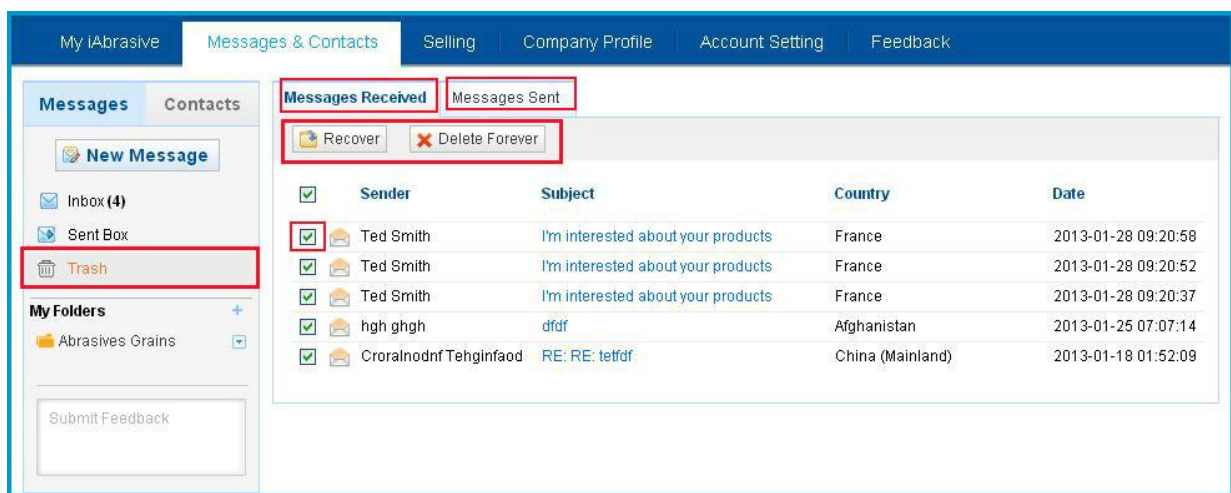 My iAbrasive Messages & Contacts Selling Company Profile Account Setting Feedback
Messages Contacts
New Message
Inbox (4)
Sent Box
Trash
My Folders
Abrasives Grains
Submit Feedback
Messages Received Messages Sent
Recover Delete Forever
Sender Subject Country Date
Ted Smith I'm interested about your products France 2013-01-28 09:20:58
Ted Smith I'm interested about your products France 2013-01-28 09:20:52
Ted Smith I'm interested about your products France 2013-01-28 09:20:37
hgh ghgh dfdf Afghanistan 2013-01-25 07:07:14
Croralnodnf Tehginfaod RE: RE: tetfdf China (Mainland) 2013-01-18 01:52:09